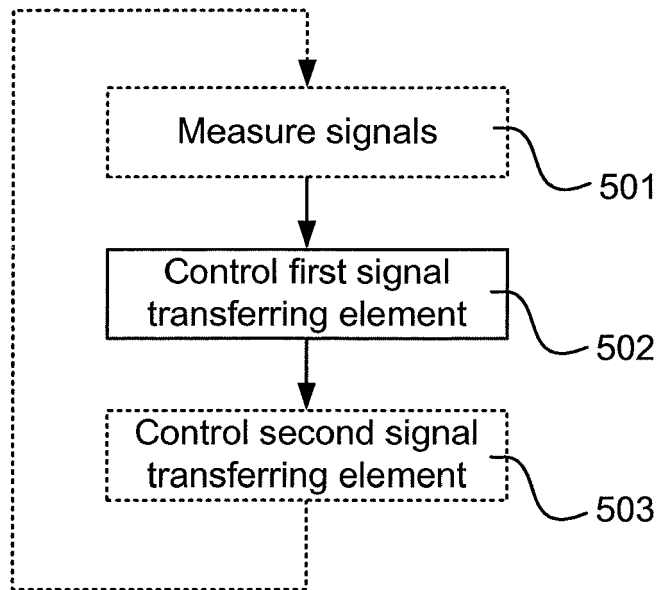 Measure signals
501
Control first signal
transferring element
502
Control second signal
transferring element
503